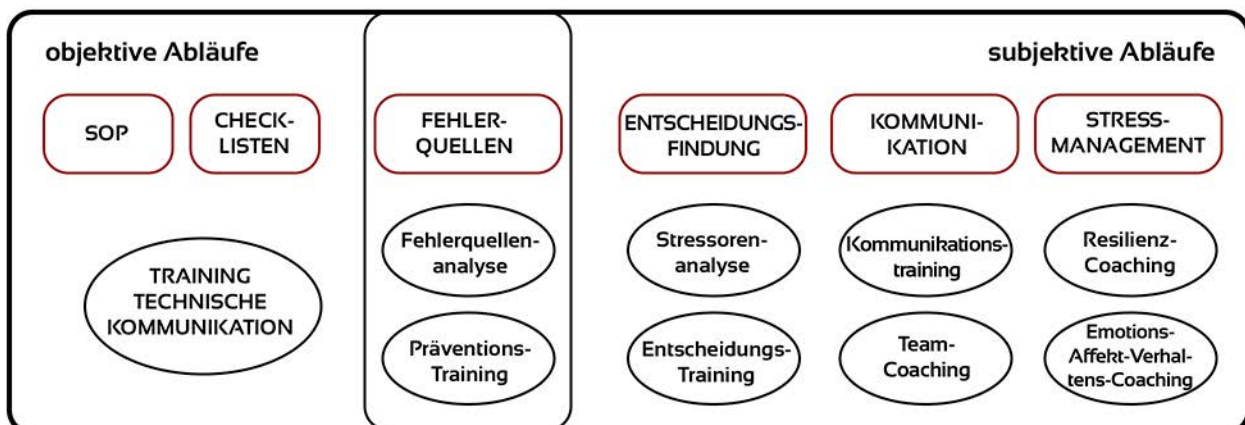 objektive Abläufe
subjektive Abläufe
SOP
CHECK-
LISTEN
FEHLER-
QUELLEN
ENTSCHEIDUNGS-
FINDUNG
KOMMUNI-
KATION
STRESS-
MANAGEMENT
TRAINING
TECHNISCHE
KOMMUNIKATION
Fehlerquellen-
analyse
Präventions-
Training
Stressoren-
analyse
Entscheidungs-
Training
Kommunikations-
training
Team-
Coaching
Resilienz-
Coaching
Emotions-
Affekt-Verhal-
tens-Coaching